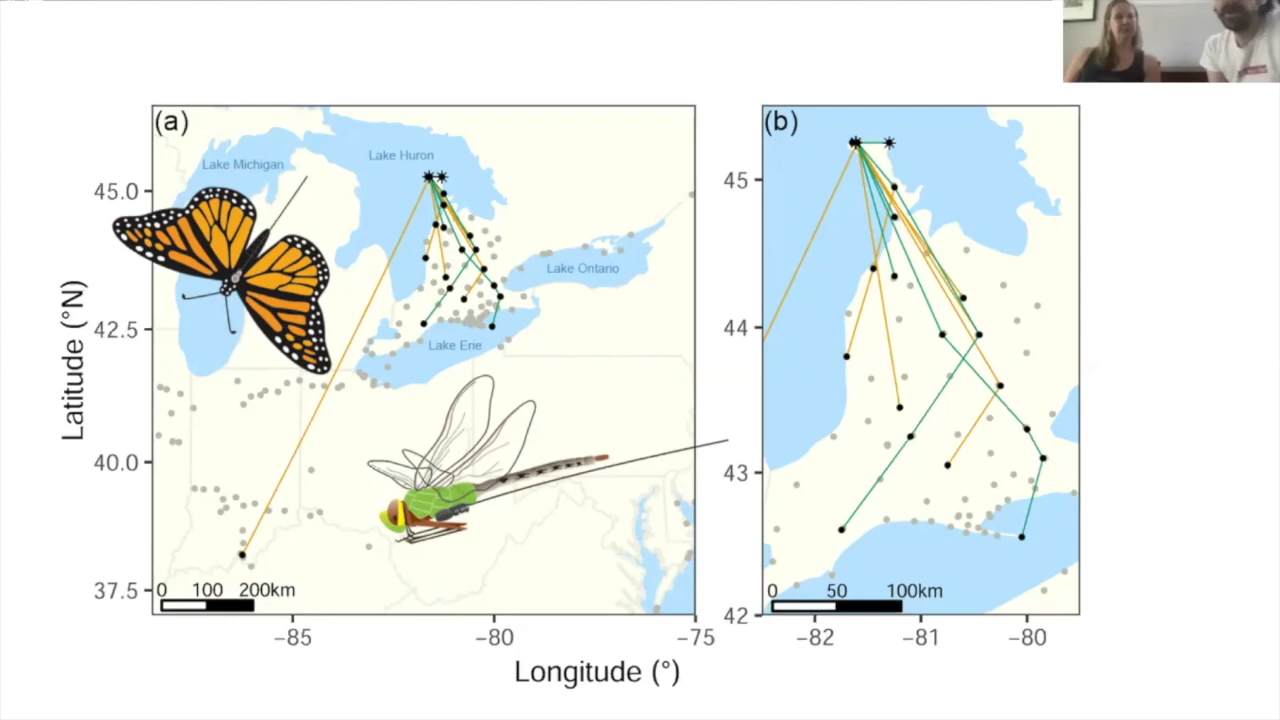 (a)
Lake Michigan
Lake Huron
Lake Ontario
Lake Erie
Latitude (°N)
45.0
42.5
40.0
37.5
0 100 200km
−85 −80 −75
(b)
45
44
43
42
0 50 100km
−82 −81 −80
Longitude (°)